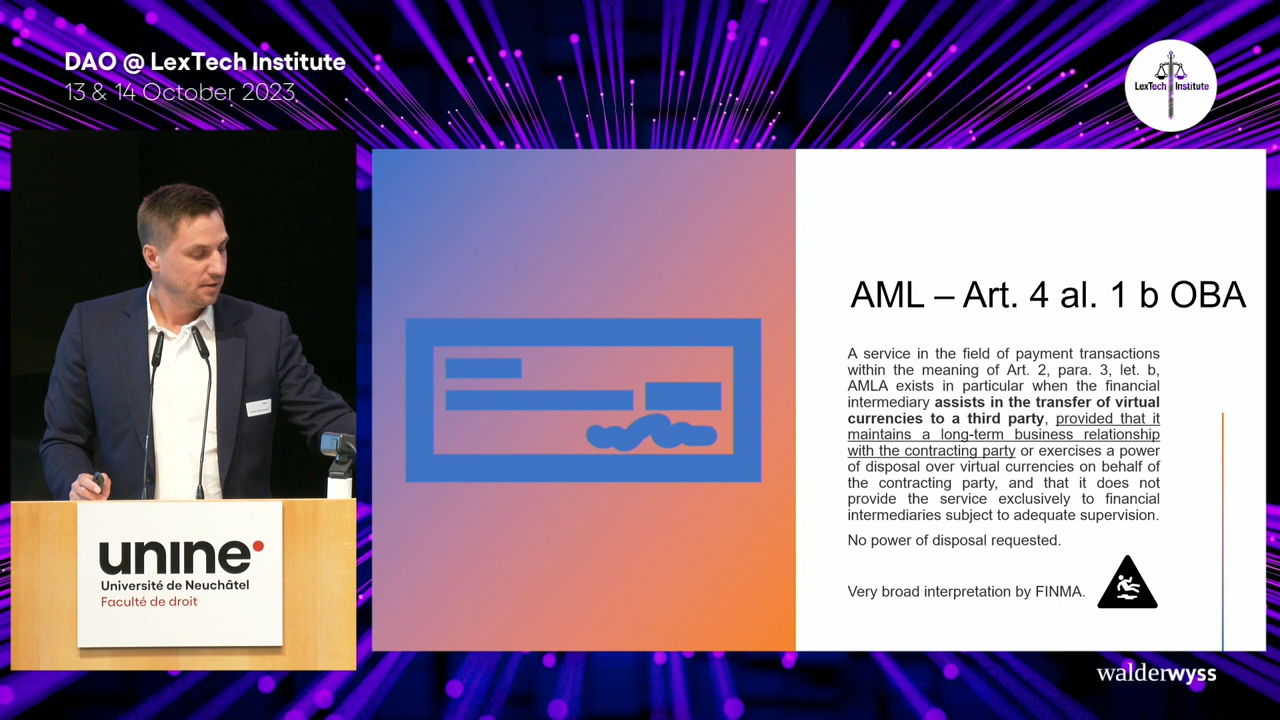 DAO @ LexTech Institute
13 & 14 October 2023
LexTech Institute
AML – Art. 4 al. 1 b OBA
A service in the field of payment transactions
within the meaning of Art. 2, para. 3, let. b,
AMLA exists in particular when the financial
intermediary assists in the transfer of virtual
currencies to a third party, provided that it
maintains a long-term business relationship
with the contracting party or exercises a power
of disposal over virtual currencies on behalf of
the contracting party, and that it does not
provide the service exclusively to financial
intermediaries subject to adequate supervision.
No power of disposal requested.
Very broad interpretation by FINMA.
unine
Université de Neuchâtel
Faculté de droit
walderwyss